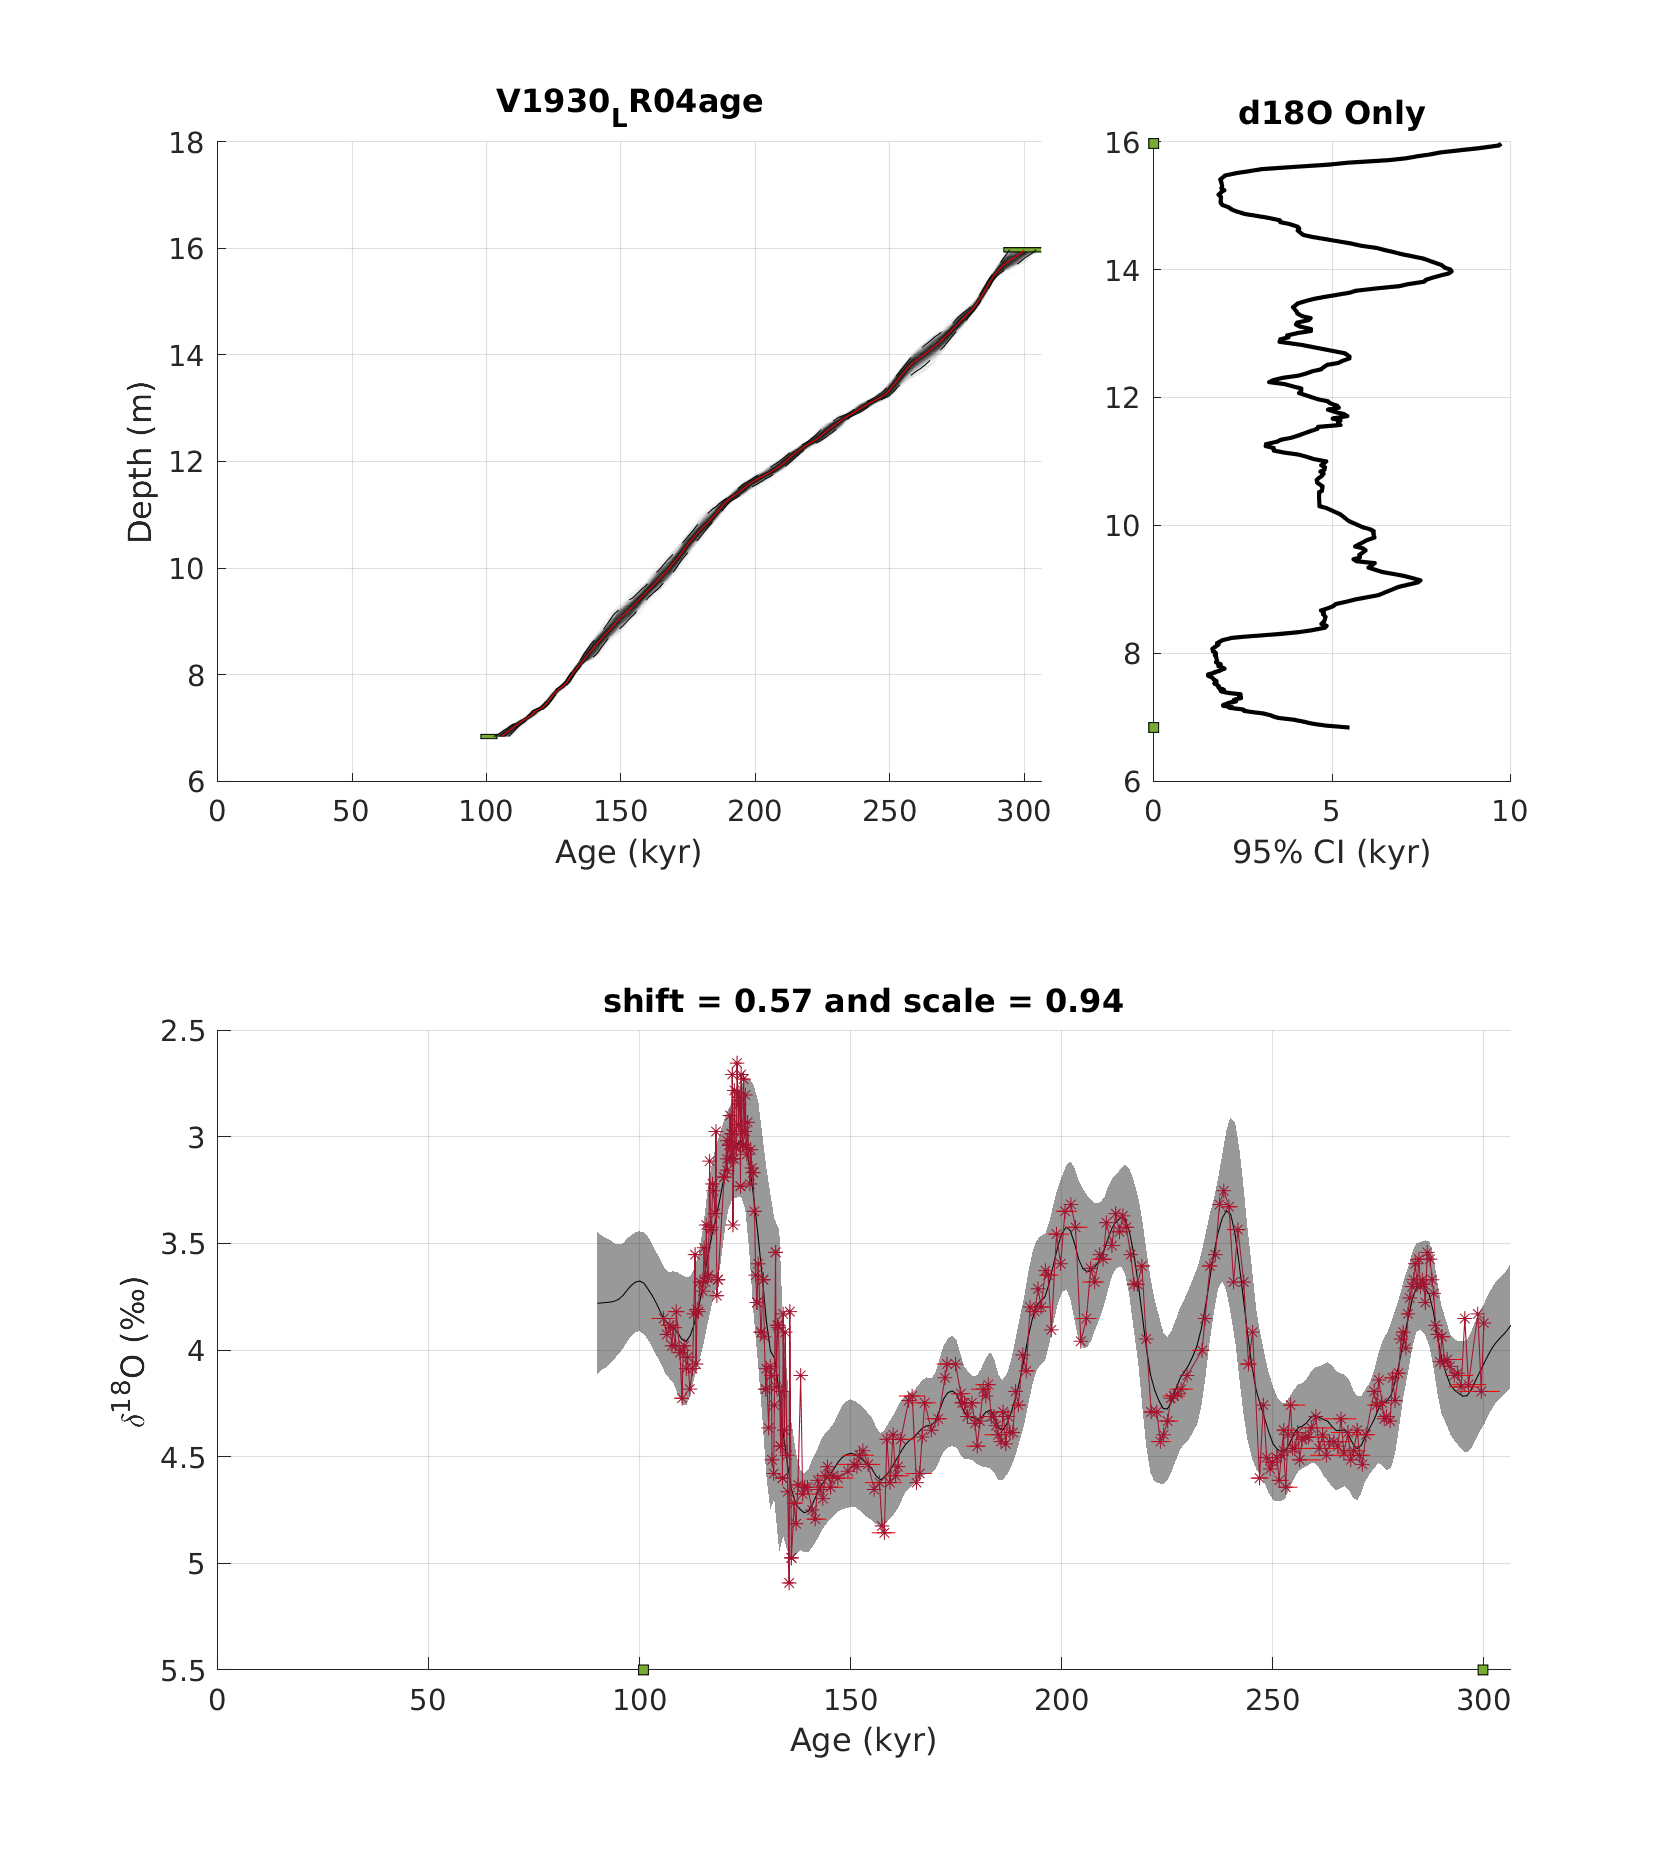 V1930LR04age
18
16
14
12
10
8
6
Depth (m)
0 50 100 150 200 250 300
Age (kyr)
d18O Only
16
14
12
10
8
6
0 5 10
95% CI (kyr)
shift = 0.57 and scale = 0.94
2.5
3
3.5
4
4.5
5
5.5
δ18O (‰)
0 50 100 150 200 250 300
Age (kyr)